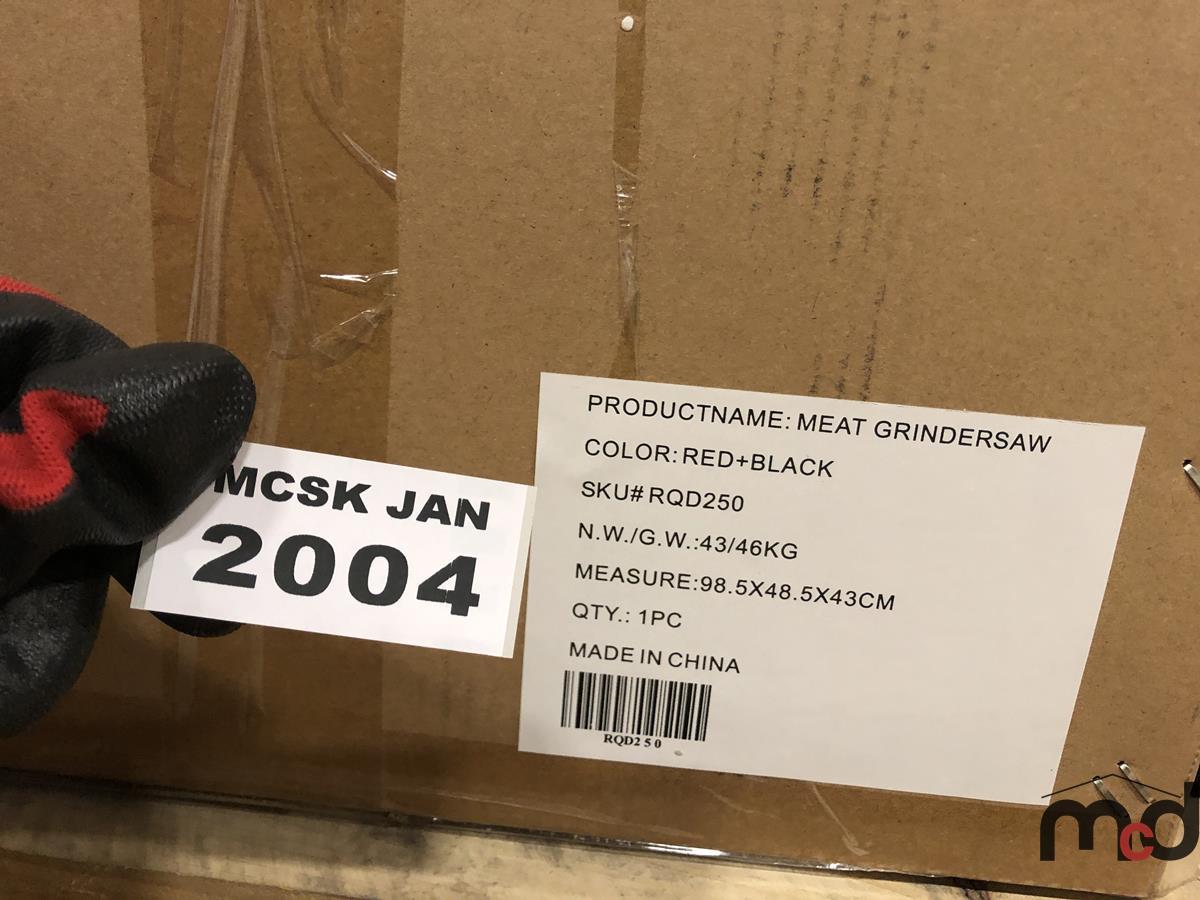 MCSK JAN
2004
PRODUCTNAME: MEAT GRINDERSAW
COLOR: RED+BLACK
SKU# RQD250
N.W./G.W.:43/46KG
MEASURE:98.5X48.5X43CM
QTY.: 1PC
MADE IN CHINA
RQD250
mcd